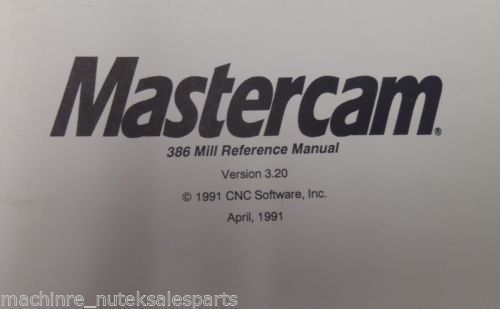 Mastercam®
386 Mill Reference Manual
Version 3.20
© 1991 CNC Software, Inc.
April, 1991
machinre_nuteksalesparts